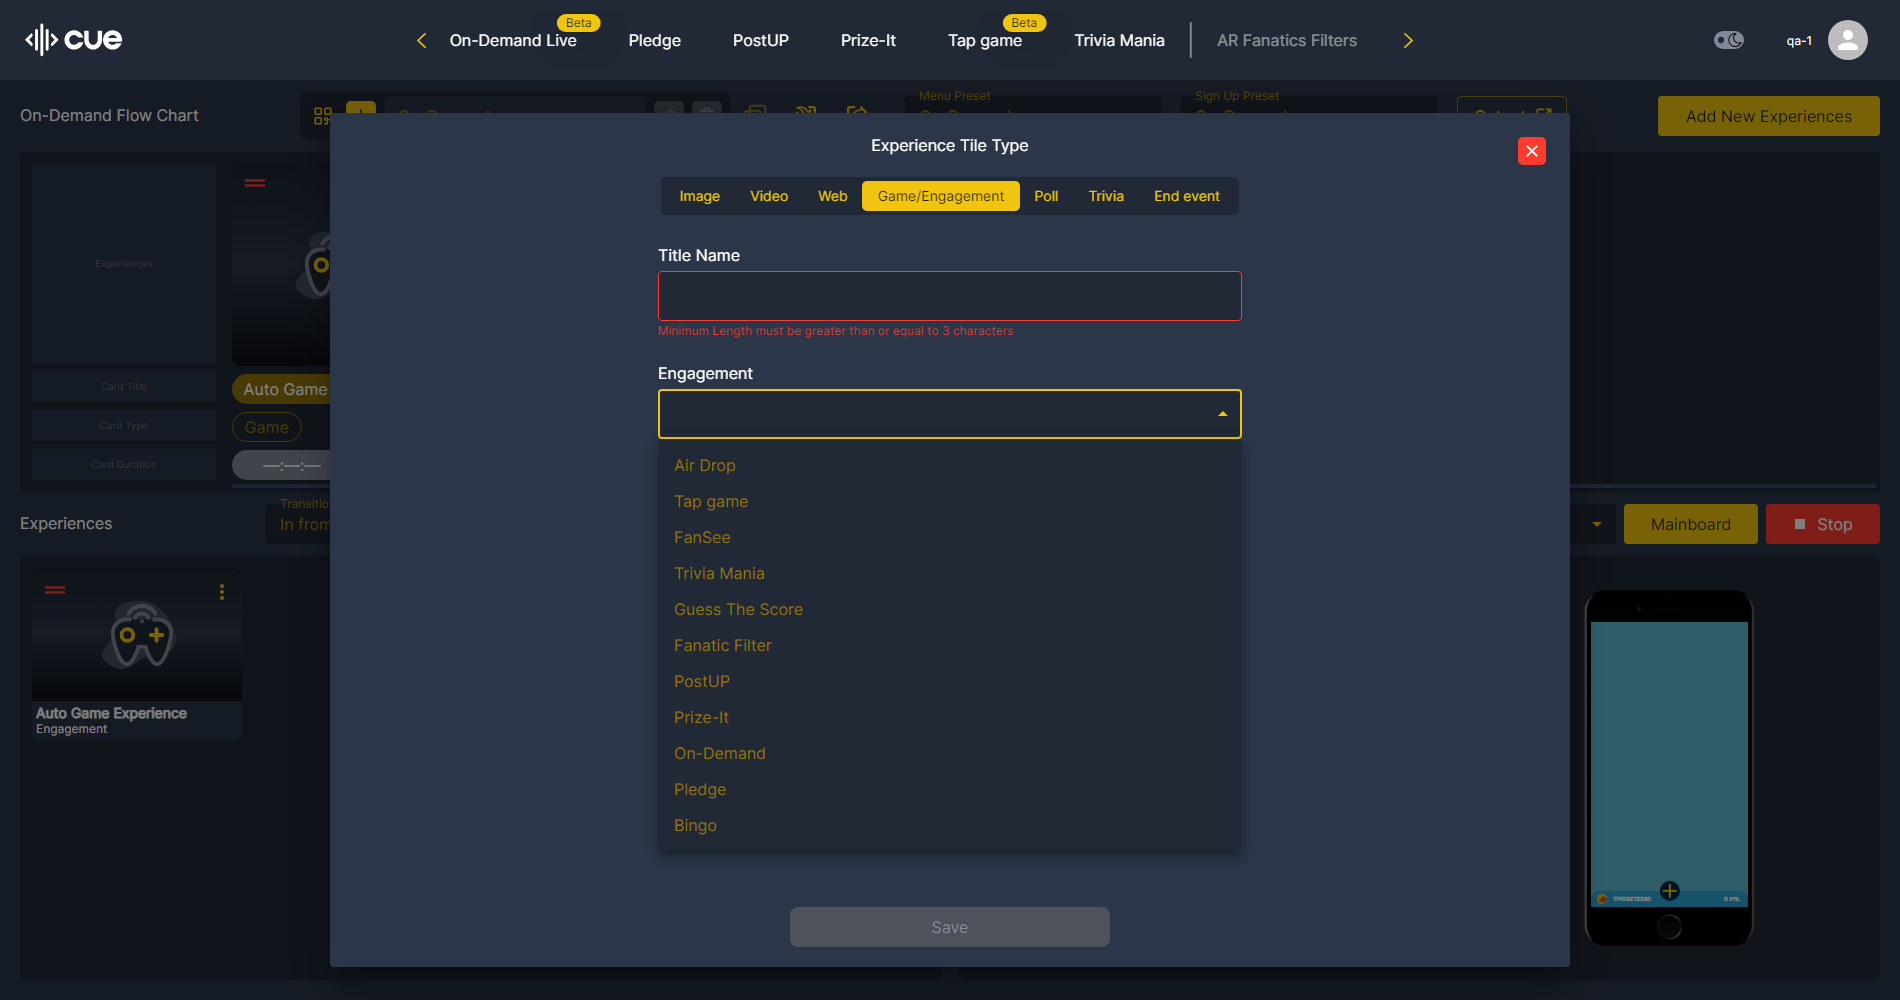 cue
Beta
On-Demand Live
Pledge
PostUP
Prize-It
Beta
Tap game
Trivia Mania
AR Fanatics Filters
qa-1
On-Demand Flow Chart
Menu Preset
Sign Up Preset
Add New Experiences
Experience Tile Type
Image
Video
Web
Game/Engagement
Poll
Trivia
End event
Experiences
Title Name
Minimum Length must be greater than or equal to 3 characters
Card Title
Auto Game
Engagement
Card Type
Game
Card Duration
—:—:—
Air Drop
Tap game
FanSee
Trivia Mania
Guess The Score
Fanatic Filter
PostUP
Prize-It
On-Demand
Pledge
Bingo
Experiences
Transitio
In from
Mainboard
Stop
Auto Game Experience
Engagement
0 PTS.
Save